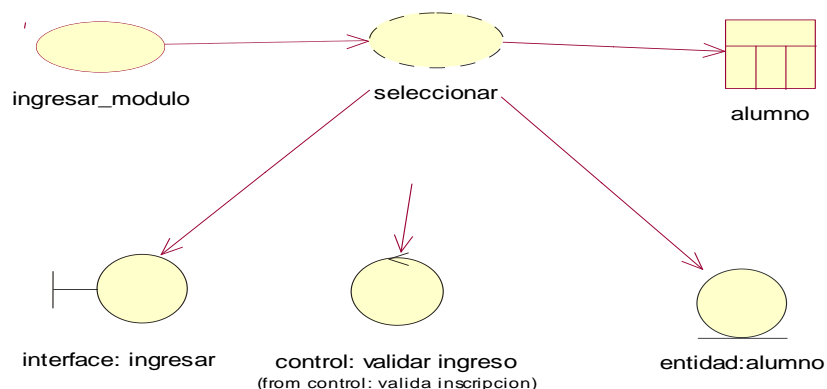 ingresar_modulo
seleccionar
alumno
interface: ingresar
control: validar ingreso
(from control: valida inscripcion)
entidad:alumno